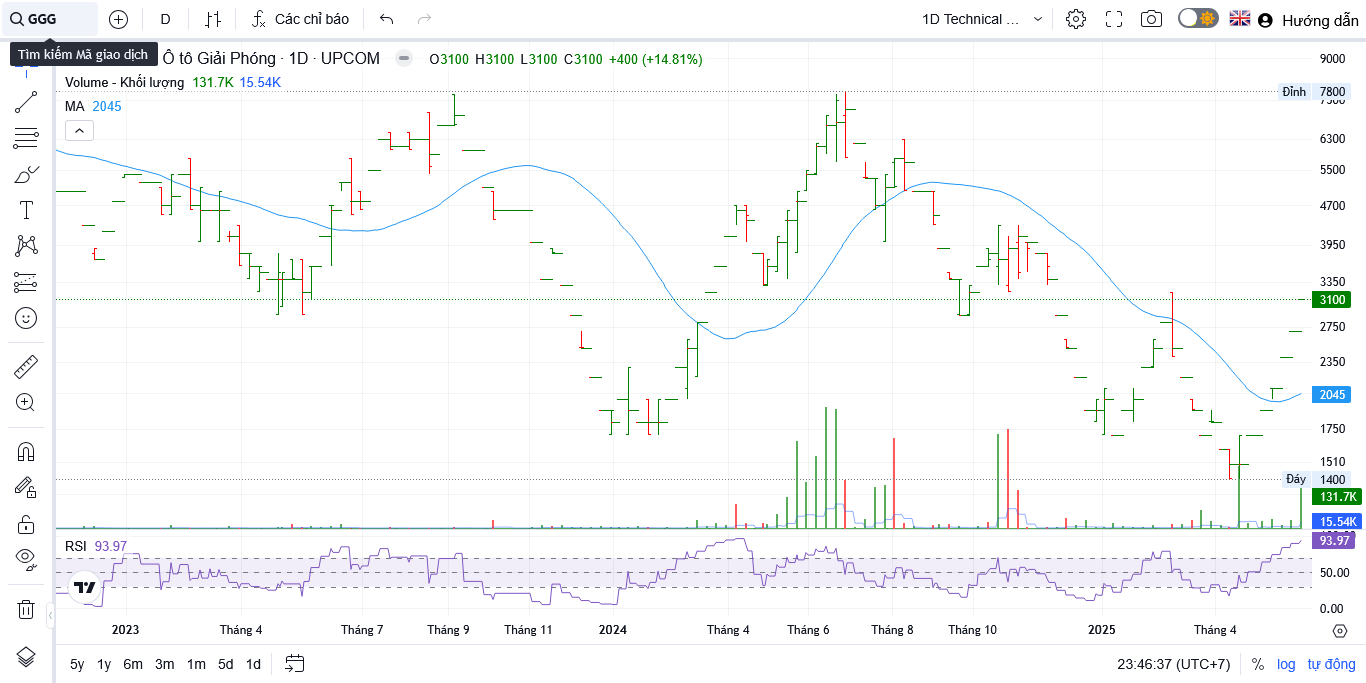 GGG
D
Các chỉ báo
1D Technical ...
Hướng dẫn
Tìm kiếm Mã giao dịch
Ô tô Giải Phóng · 1D · UPCOM
O3100 H3100 L3100 C3100 +400 (+14.81%)
Volume - Khối lượng 131.7K 15.54K
MA 2045
9000
Đỉnh 7800
6300
5500
4700
3950
3350
3100
2750
2350
2045
1750
1510
Đáy 1400
131.7K
15.54K
RSI 93.97
93.97
50.00
0.00
2023 Tháng 4 Tháng 7 Tháng 9 Tháng 11 2024 Tháng 4 Tháng 6 Tháng 8 Tháng 10 2025 Tháng 4
5y 1y 6m 3m 1m 5d 1d
23:46:37 (UTC+7) % log tự động